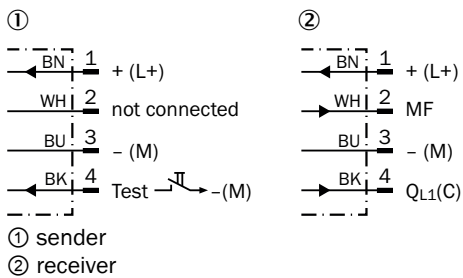 ① ②
BN 1 + (L+) BN 1 + (L+)
WH 2 not connected WH 2 MF
BU 3 – (M) BU 3 – (M)
BK 4 Test –(M) BK 4 QL1(C)
① sender
② receiver